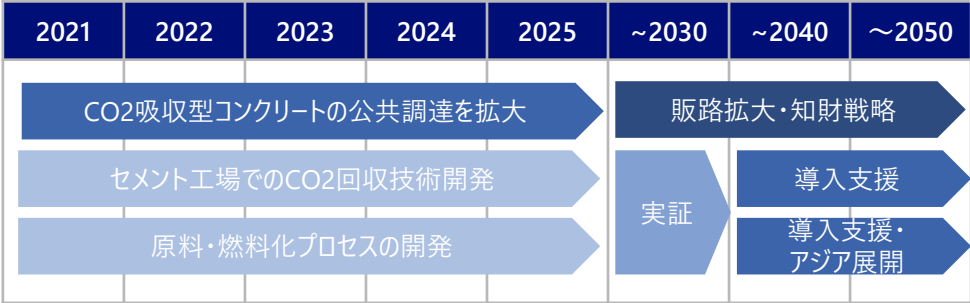 2021 2022 2023 2024 2025 ~2030 ~2040 ～2050
CO2吸収型コンクリートの公共調達を拡大 販路拡大・知財戦略
セメント工場でのCO2回収技術開発
実証
導入支援
原料・燃料化プロセスの開発
導入支援・
アジア展開